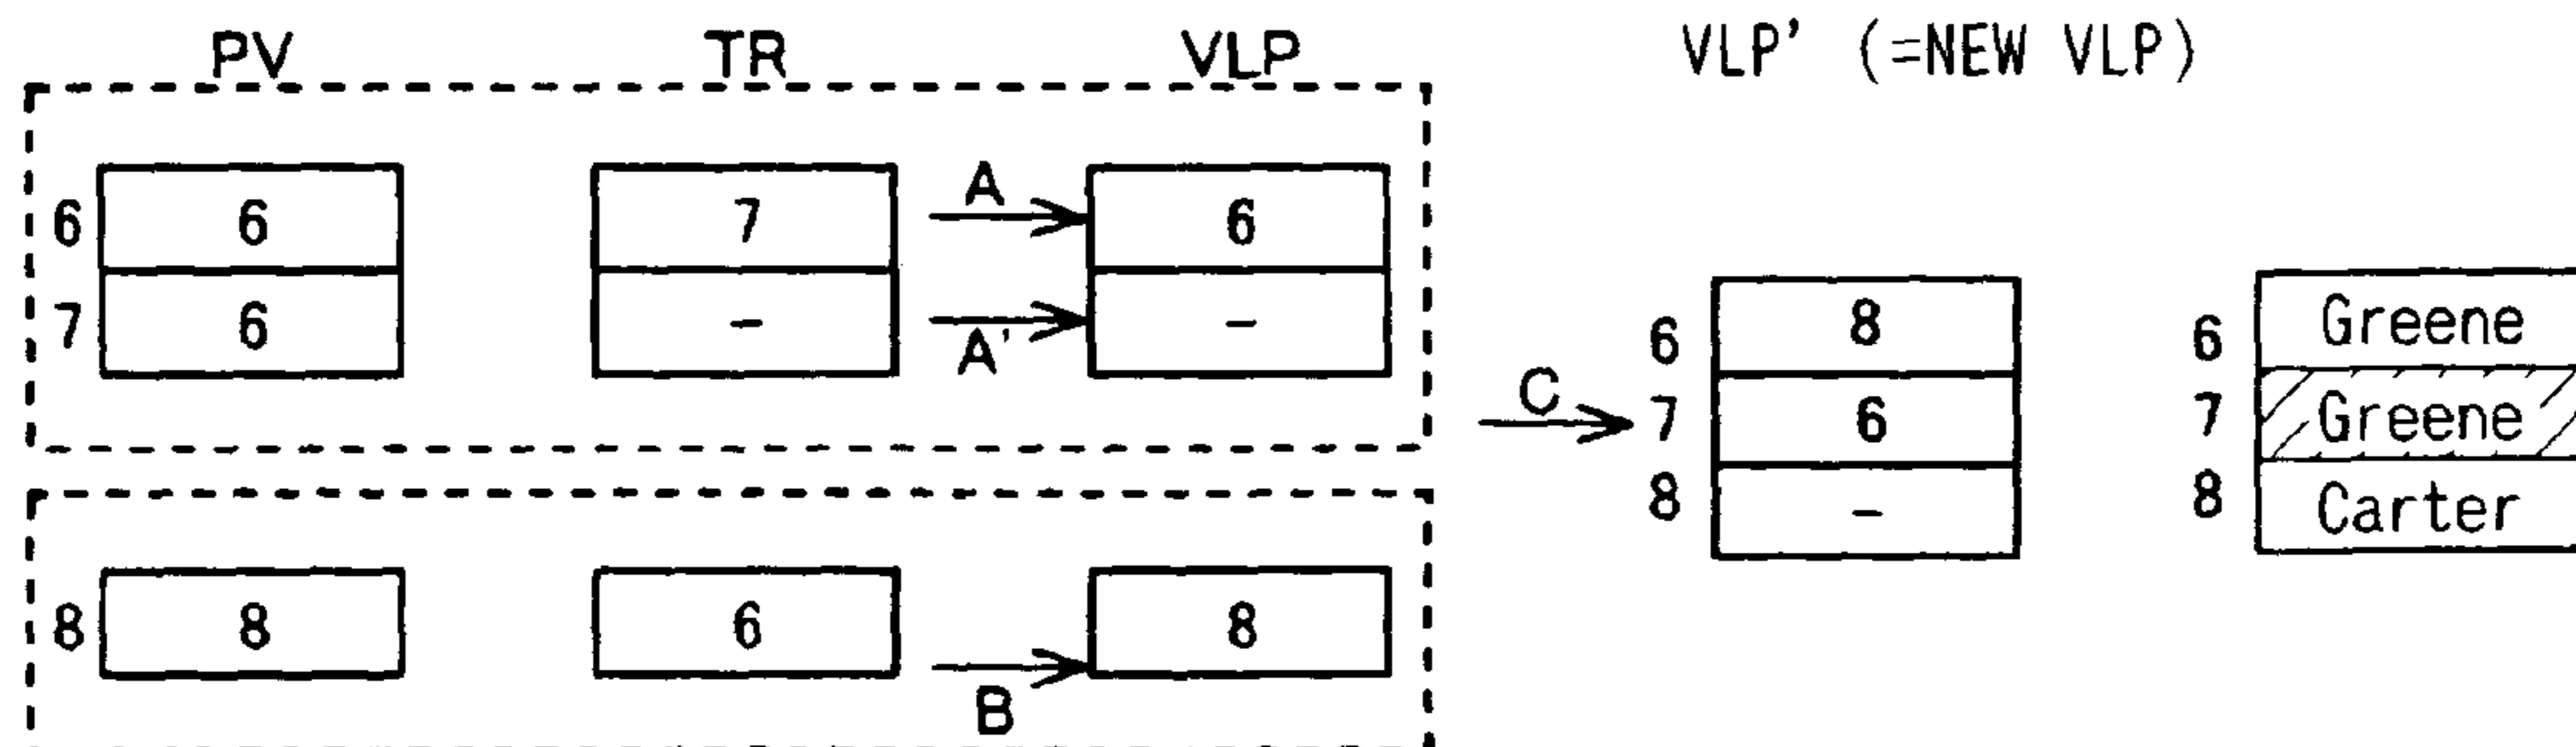 PV TR VLP VLP' (=NEW VLP)
6 6 7 A 6
7 6 - A' -
C
6 8 6 Greene
7 6 7 Greene
8 - 8 Carter
8 8 6 B 8